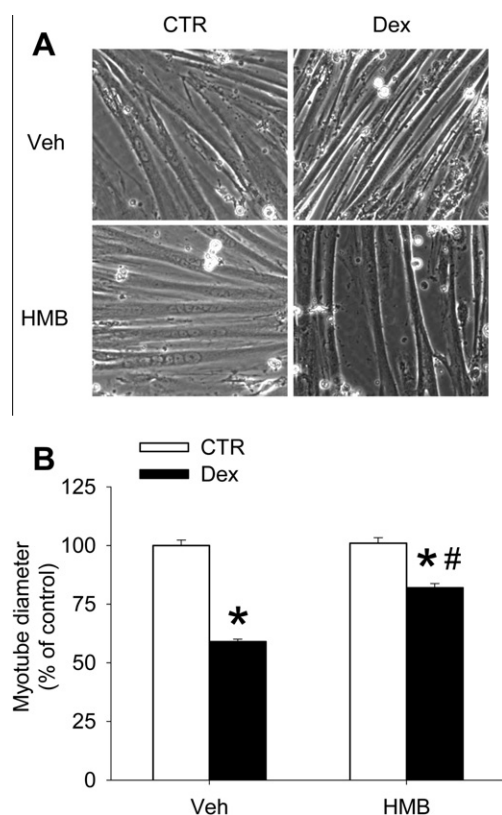 CTR
Dex
A
Veh
HMB
B
CTR
Dex
Myotube diameter
(% of control)
125
100
75
50
25
0
*
* #
Veh
HMB